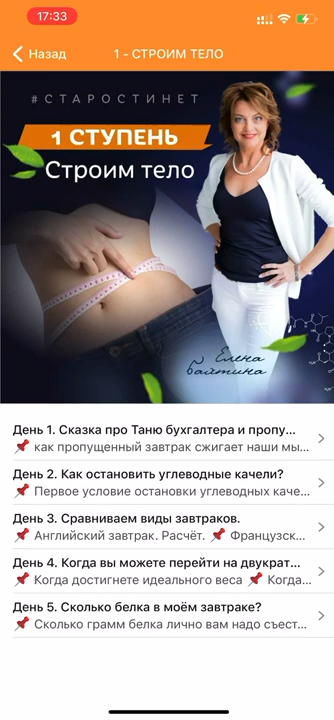 17:33
Назад
1 - СТРОИМ ТЕЛО
#СТАРОСТИНЕТ
1 СТУПЕНЬ
Строим тело
Елена
Бахтина
День 1. Сказка про Таню бухгалтера и пропу...
📌 как пропущенный завтрак сжигает наши мы...
День 2. Как остановить углеводные качели?
📌 Первое условие остановки углеводных каче...
День 3. Сравниваем виды завтраков.
📌 Английский завтрак. Расчёт. 📌 Французск...
День 4. Когда вы можете перейти на двукрат...
📌 Когда достигнете идеального веса 📌 Когда...
День 5. Сколько белка в моём завтраке?
📌 Сколько грамм белка лично вам надо съест...